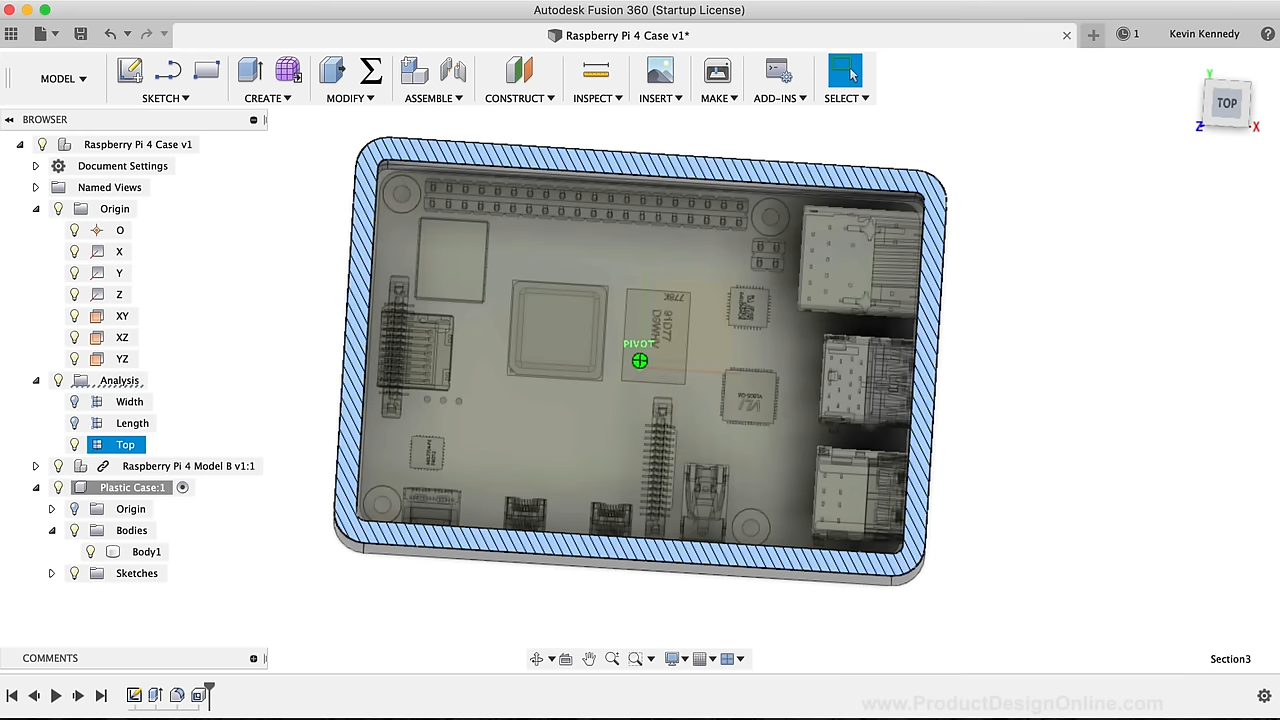 Autodesk Fusion 360 (Startup License)
Raspberry Pi 4 Case v1*
1
Kevin Kennedy
MODEL
SKETCH
CREATE
MODIFY
ASSEMBLE
CONSTRUCT
INSPECT
INSERT
MAKE
ADD-INS
SELECT
Y
TOP
Z
X
BROWSER
Raspberry Pi 4 Case v1
Document Settings
Named Views
Origin
O
X
Y
Z
XY
XZ
YZ
Analysis
Width
Length
Top
Raspberry Pi 4 Model B v1:1
Plastic Case:1
Origin
Bodies
Body1
Sketches
PIVOT
COMMENTS
Section3
www.ProductDesignOnline.com